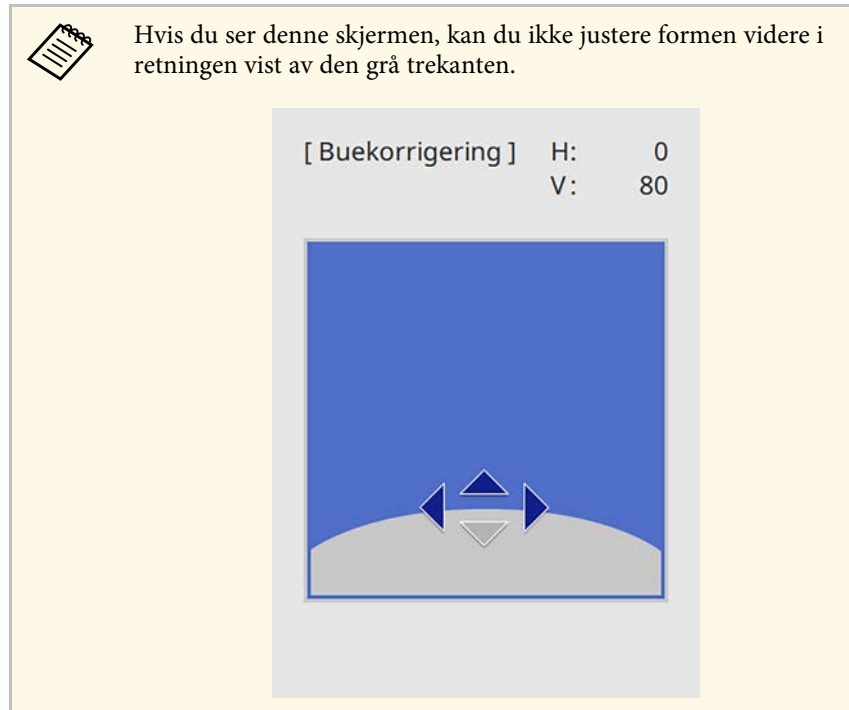 Hvis du ser denne skjermen, kan du ikke justere formen videre i
retningen vist av den grå trekanten.
[ Buekorrigering ] H: 0
V: 80